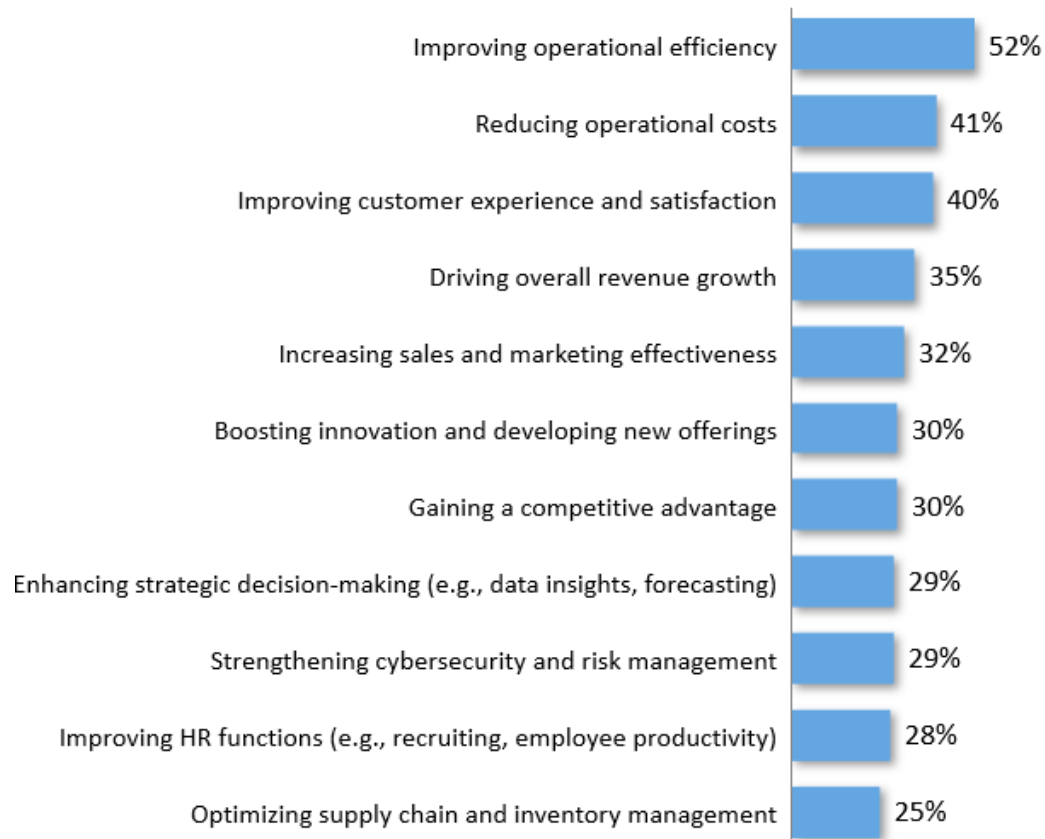 Improving operational efficiency 52%
Reducing operational costs 41%
Improving customer experience and satisfaction 40%
Driving overall revenue growth 35%
Increasing sales and marketing effectiveness 32%
Boosting innovation and developing new offerings 30%
Gaining a competitive advantage 30%
Enhancing strategic decision-making (e.g., data insights, forecasting) 29%
Strengthening cybersecurity and risk management 29%
Improving HR functions (e.g., recruiting, employee productivity) 28%
Optimizing supply chain and inventory management 25%